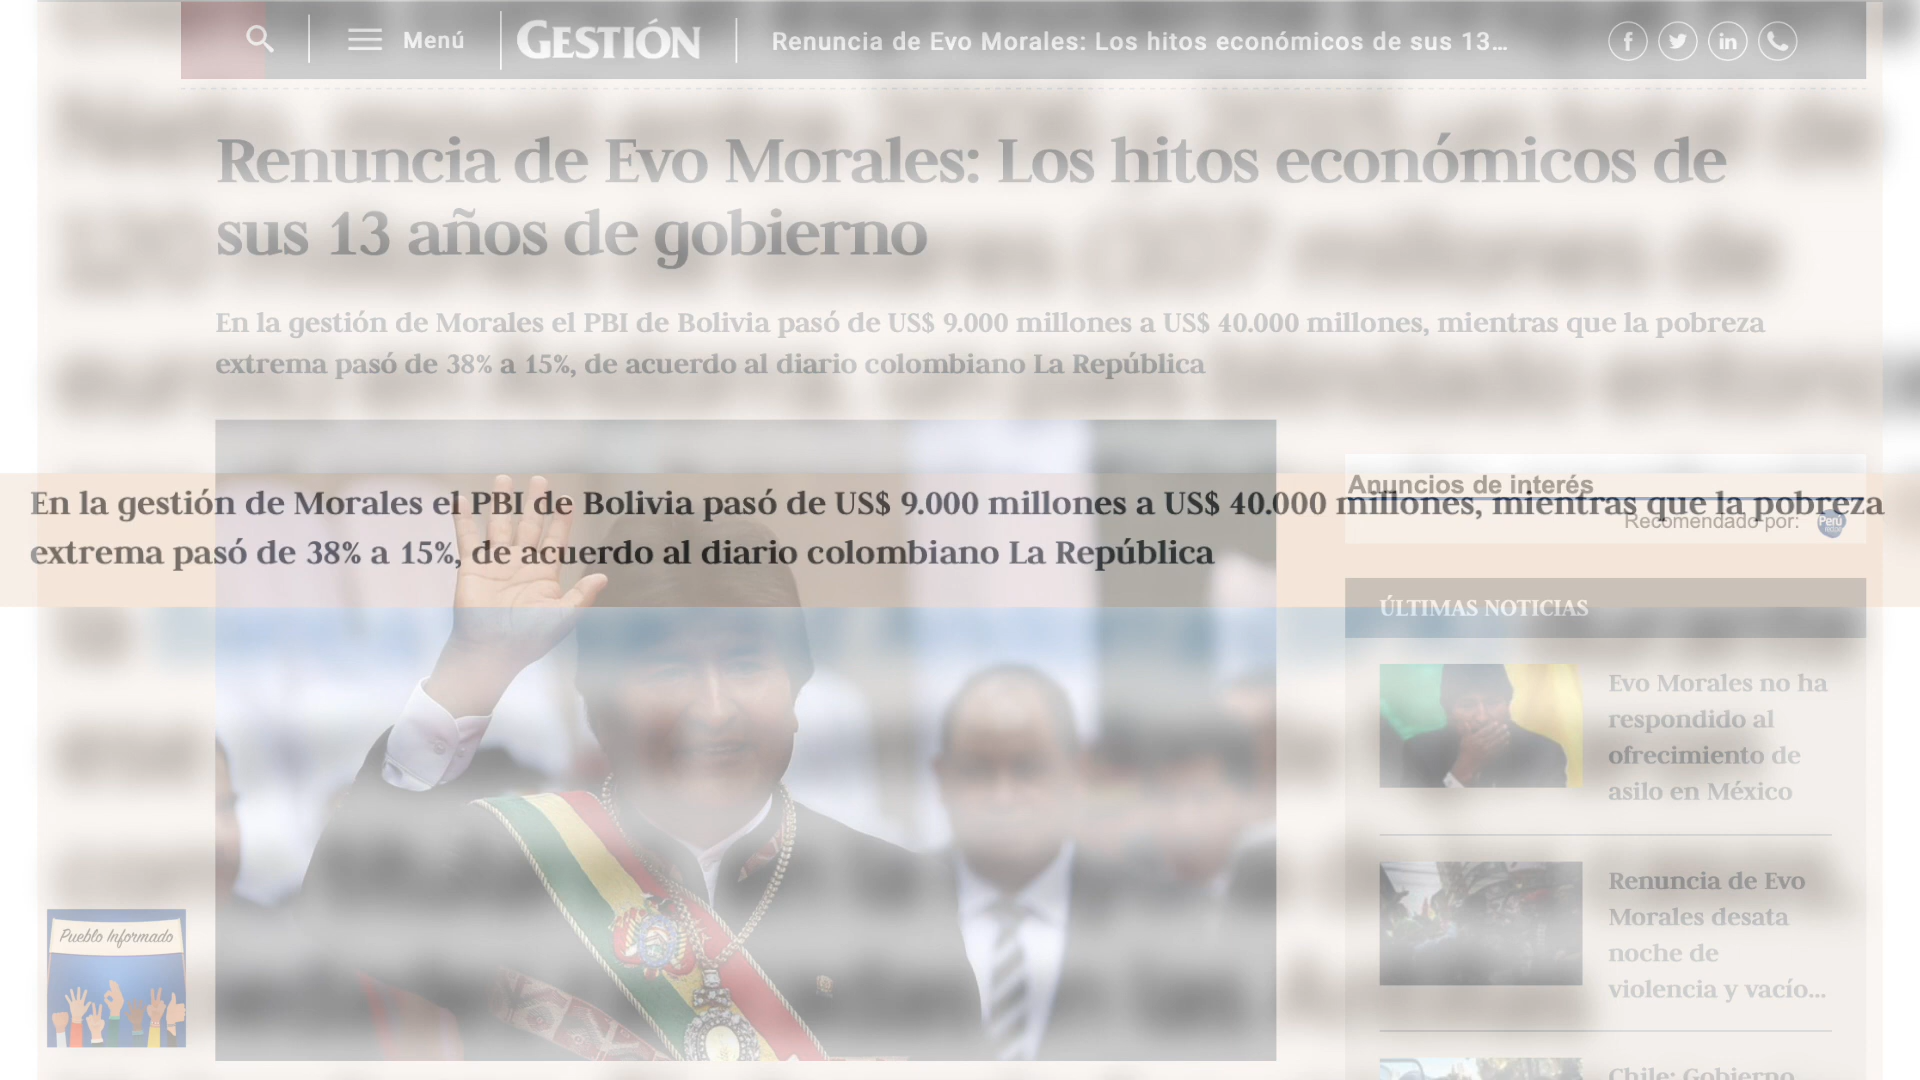 Menú
GESTIÓN
Renuncia de Evo Morales: Los hitos económicos de sus 13...
Renuncia de Evo Morales: Los hitos económicos de
sus 13 años de gobierno
En la gestión de Morales el PBI de Bolivia pasó de US$ 9.000 millones a US$ 40.000 millones, mientras que la pobreza
extrema pasó de 38% a 15%, de acuerdo al diario colombiano La República
En la gestión de Morales el PBI de Bolivia pasó de US$ 9.000 millones a US$ 40.000 millones, mientras que la pobreza
extrema pasó de 38% a 15%, de acuerdo al diario colombiano La República
Anuncios de interés
Recomendado por:
Perú
ÚLTIMAS NOTICIAS
Evo Morales no ha
respondido al
ofrecimiento de
asilo en México
Renuncia de Evo
Morales desata
noche de
violencia y vacío...
Chile: Gobierno
Pueblo Informado